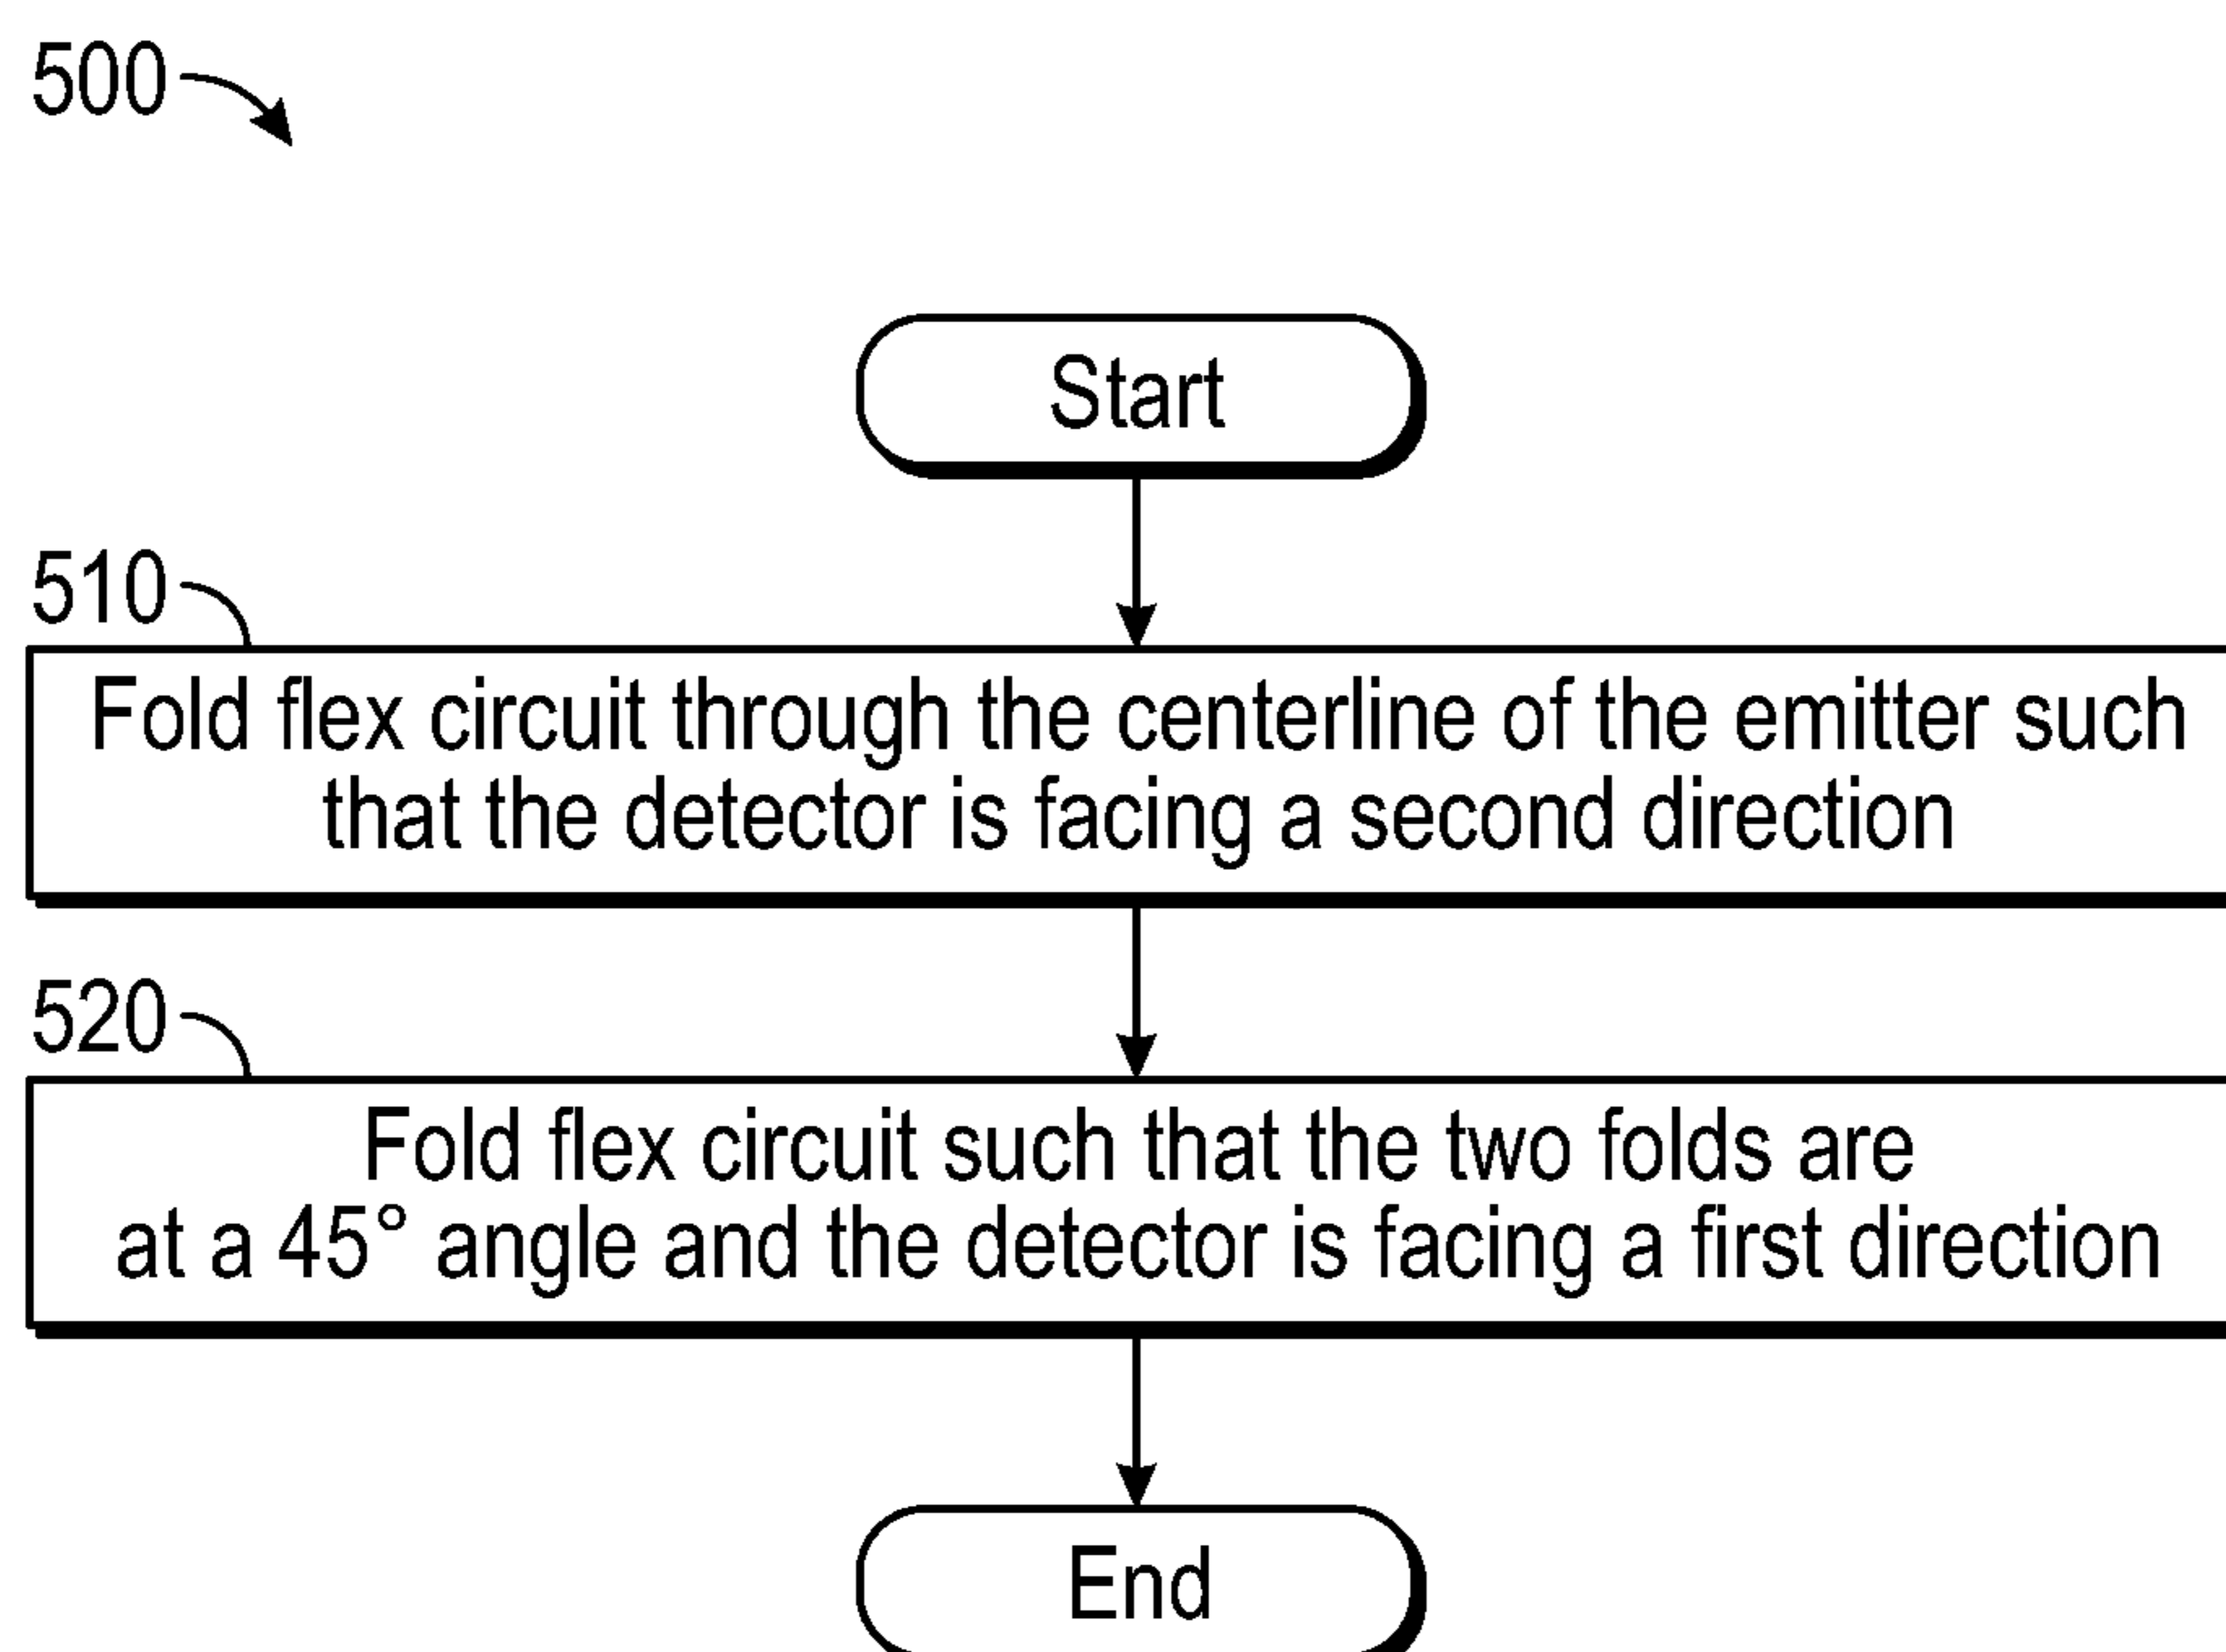 500
Start
510
Fold flex circuit through the centerline of the emitter such
that the detector is facing a second direction
520
Fold flex circuit such that the two folds are
at a 45° angle and the detector is facing a first direction
End